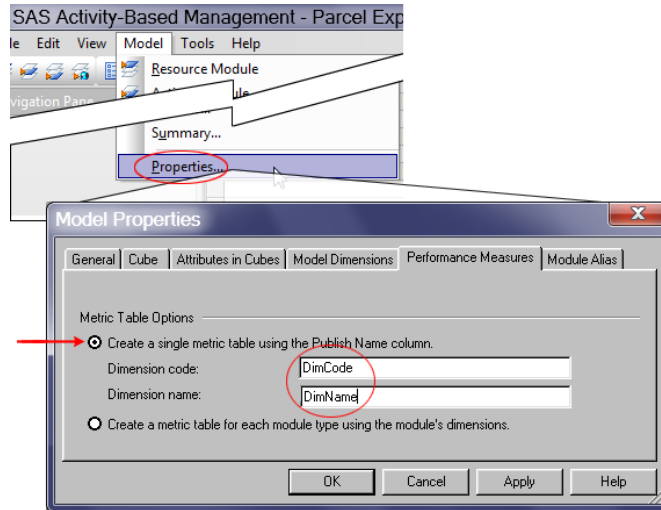 SAS Activity-Based Management - Parcel Exp
le Edit View Model Tools Help
Resource Module
vigation Pane
Summary...
Properties...
Model Properties
X
General Cube Attributes in Cubes Model Dimensions Performance Measures Module Alias
Metric Table Options
Create a single metric table using the Publish Name column.
Dimension code: DimCode
Dimension name: DimName
Create a metric table for each module type using the module's dimensions.
OK Cancel Apply Help